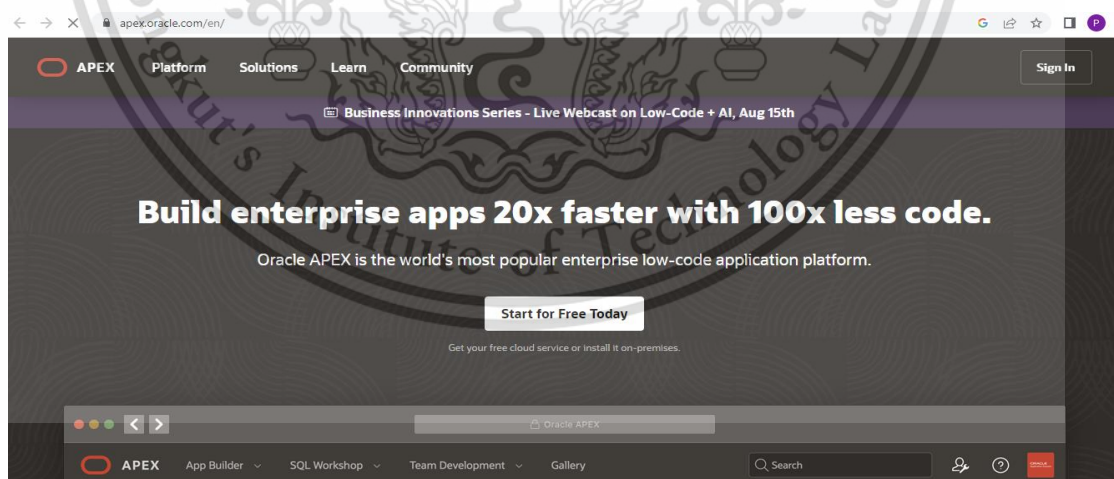 apex.oracle.com/en/
G
P
APEX Platform Solutions Learn Community Sign In
Business Innovations Series - Live Webcast on Low-Code + AI, Aug 15th
Build enterprise apps 20x faster with 100x less code.
Oracle APEX is the world's most popular enterprise low-code application platform.
Start for Free Today
Get your free cloud service or install it on-premises.
Oracle APEX
APEX App Builder SQL Workshop Team Development Gallery Search
Institute of Technology